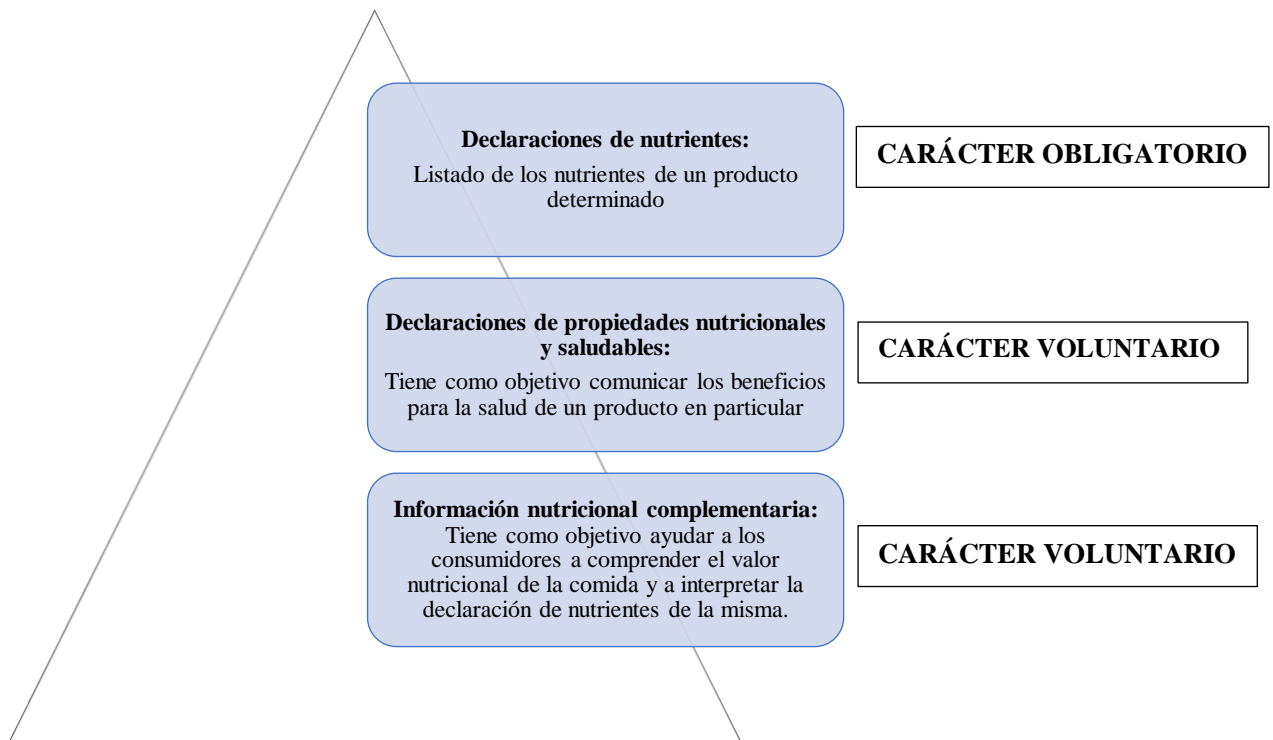 Declaraciones de nutrientes:
Listado de los nutrientes de un producto
determinado
CARÁCTER OBLIGATORIO
Declaraciones de propiedades nutricionales
y saludables:
Tiene como objetivo comunicar los beneficios
para la salud de un producto en particular
CARÁCTER VOLUNTARIO
Información nutricional complementaria:
Tiene como objetivo ayudar a los
consumidores a comprender el valor
nutricional de la comida y a interpretar la
declaración de nutrientes de la misma.
CARÁCTER VOLUNTARIO